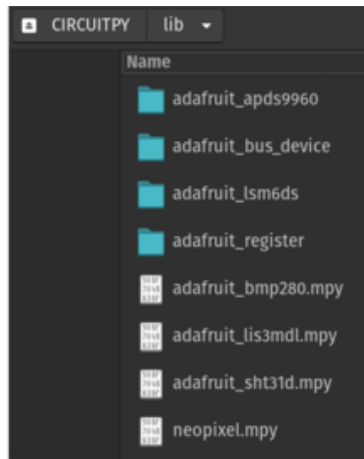 CIRCUITPY lib
Name
adafruit_apds9960
adafruit_bus_device
adafruit_lsm6ds
adafruit_register
adafruit_bmp280.mpy
adafruit_lis3mdl.mpy
adafruit_sht31d.mpy
neopixel.mpy